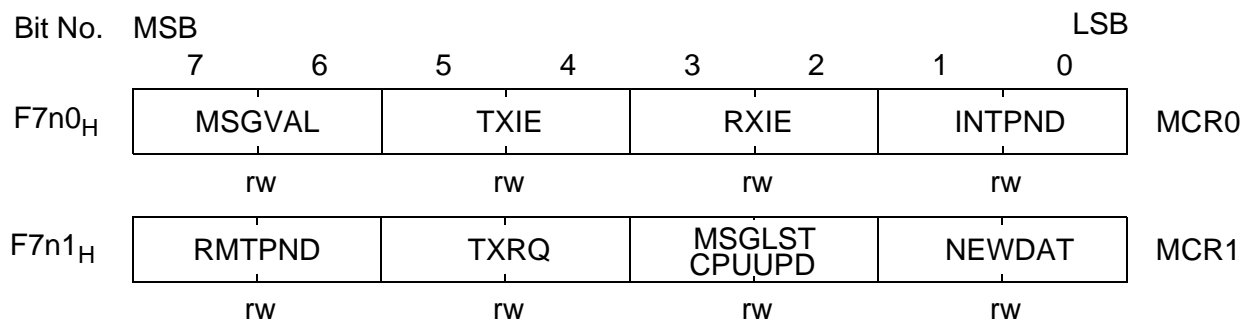 Bit No. MSB LSB
7 6 5 4 3 2 1 0
F7n0H MSGVAL TXIE RXIE INTPND MCR0
rw rw rw rw
F7n1H RMTPND TXRQ MSGLST CPUUPD NEWDAT MCR1
rw rw rw rw